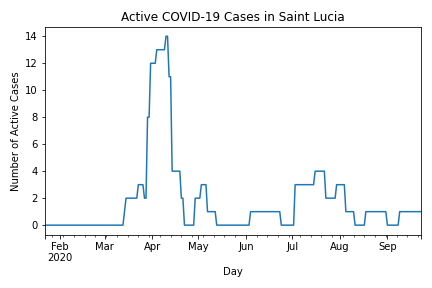 Active COVID-19 Cases in Saint Lucia
Number of Active Cases
14
12
10
8
6
4
2
0
Feb Mar Apr May Jun Jul Aug Sep
2020
Day